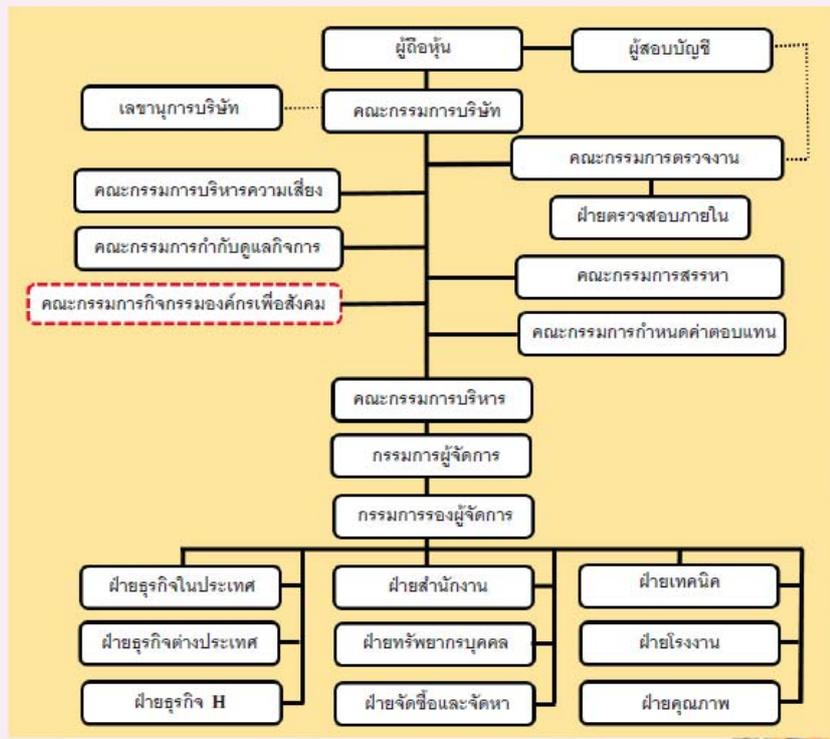 ผู้ถือหุ้น
ผู้สอบบัญชี
เลขานุการบริษัท
คณะกรรมการบริษัท
คณะกรรมการตรวจงาน
คณะกรรมการบริหารความเสี่ยง
ฝ่ายตรวจสอบภายใน
คณะกรรมการกำกับดูแลกิจการ
คณะกรรมการสรรหา
คณะกรรมการกิจกรรมองค์กรเพื่อสังคม
คณะกรรมการกำหนดค่าตอบแทน
คณะกรรมการบริหาร
กรรมการผู้จัดการ
กรรมการรองผู้จัดการ
ฝ่ายธุรกิจในประเทศ
ฝ่ายสำนักงาน
ฝ่ายเทคนิค
ฝ่ายธุรกิจต่างประเทศ
ฝ่ายทรัพยากรบุคคล
ฝ่ายโรงงาน
ฝ่ายธุรกิจ H
ฝ่ายจัดซื้อและจัดหา
ฝ่ายคุณภาพ